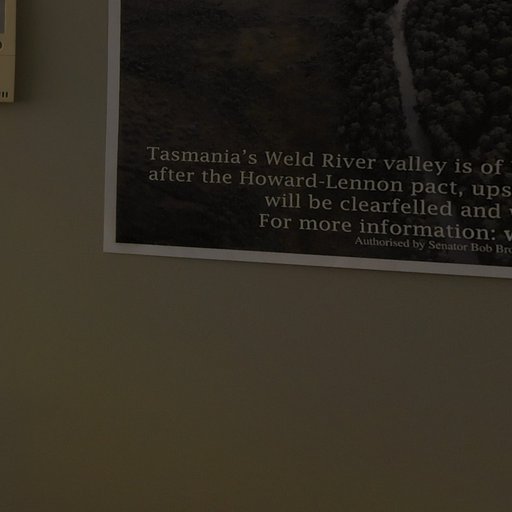 Tasmania's Weld River valley is of
after the Howard-Lennon pact, ups
will be clearfelled and
For more information:
Authorised by Senator Bob Bro